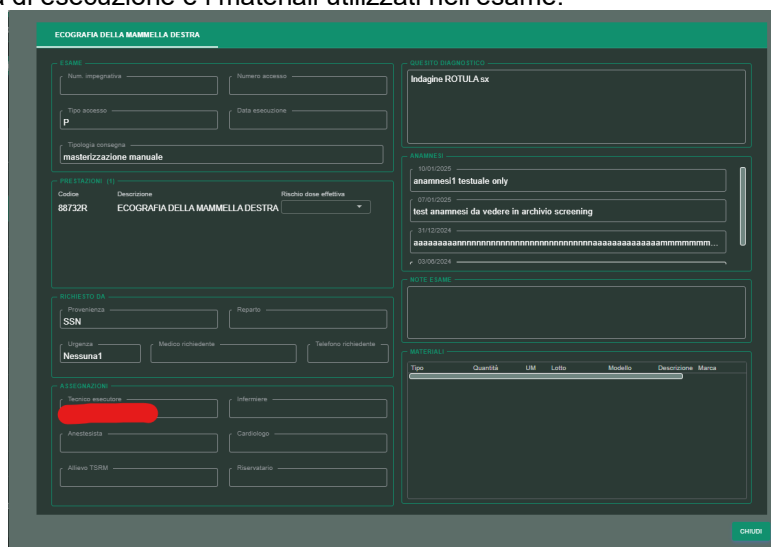 di esecuzione e i materiali utilizzati nell'esame.
ECOGRAFIA DELLA MAMMELLA DESTRA
ESAME
Num. impegnativa
Numero accesso
Tipo accesso
P
Data esecuzione
Tipologia consegna
masterizzazione manuale
PRESTAZIONI (1)
Codice Descrizione Rischio dose effettiva
88732R ECOGRAFIA DELLA MAMMELLA DESTRA
RICHIESTO DA
Provenienza
SSN
Reparto
Urgenza
Nessuna1
Medico richiedente
Telefono richiedente
ASSEGNAZIONI
Tecnico esecutore
Infermiere
Anestesista
Cardiologo
Allievo TSRM
Riservatario
QUESITO DIAGNOSTICO
Indagine ROTULA sx
ANAMNESI
10/01/2025
anamnesi1 testuale only
07/01/2025
test anamnesi da vedere in archivio screening
31/12/2024
03/06/2024
NOTE ESAME
MATERIALI
Tipo Quantità UM Lotto Modello Descrizione Marca
CHIUDI